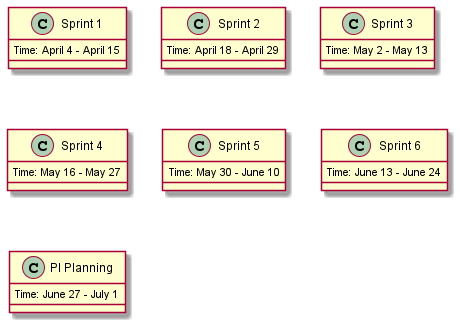 C Sprint 1
Time: April 4 - April 15
C Sprint 2
Time: April 18 - April 29
C Sprint 3
Time: May 2 - May 13
C Sprint 4
Time: May 16 - May 27
C Sprint 5
Time: May 30 - June 10
C Sprint 6
Time: June 13 - June 24
C PI Planning
Time: June 27 - July 1